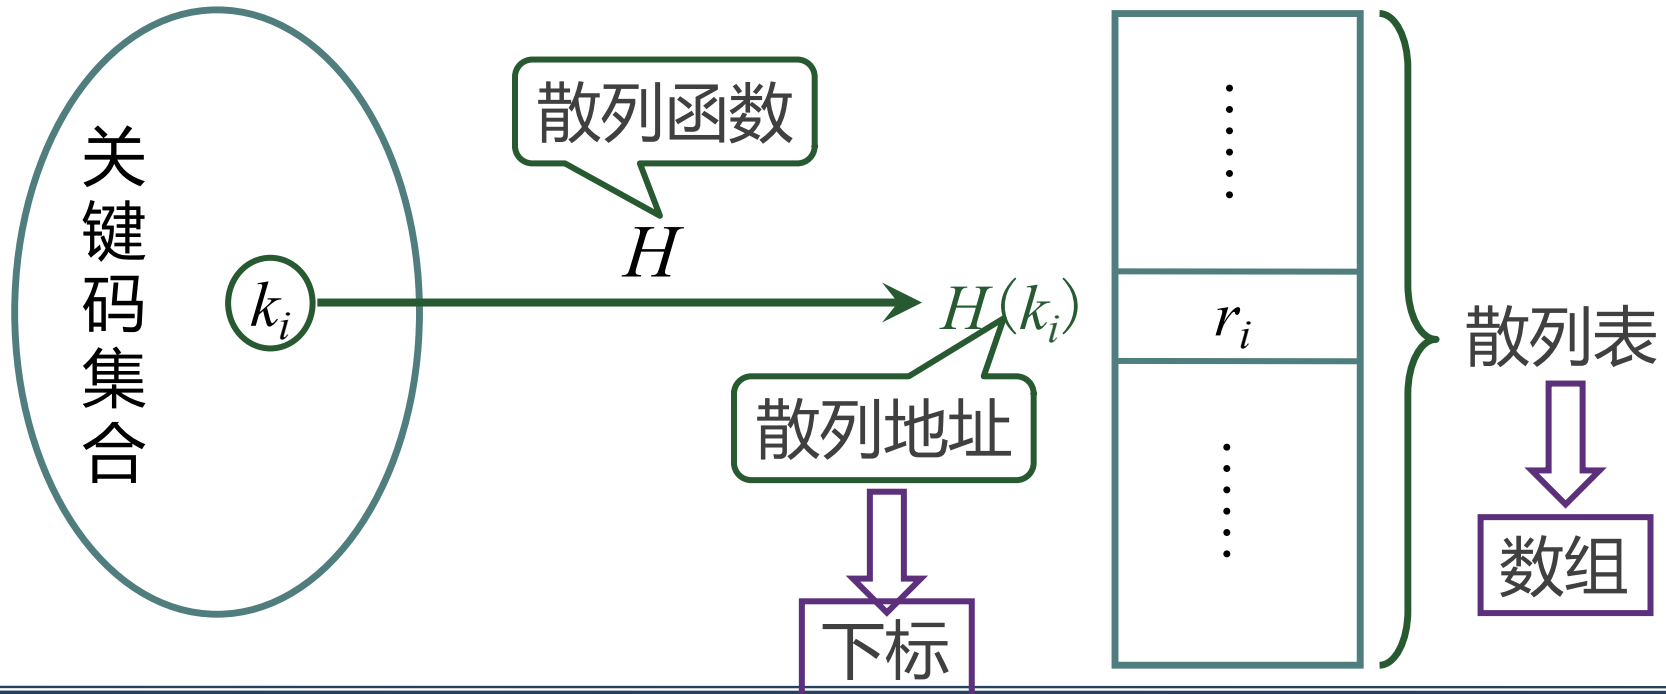 关键码集合
k_i
散列函数
H
H(k_i)
散列地址
下标
……
r_i
……
散列表
数组